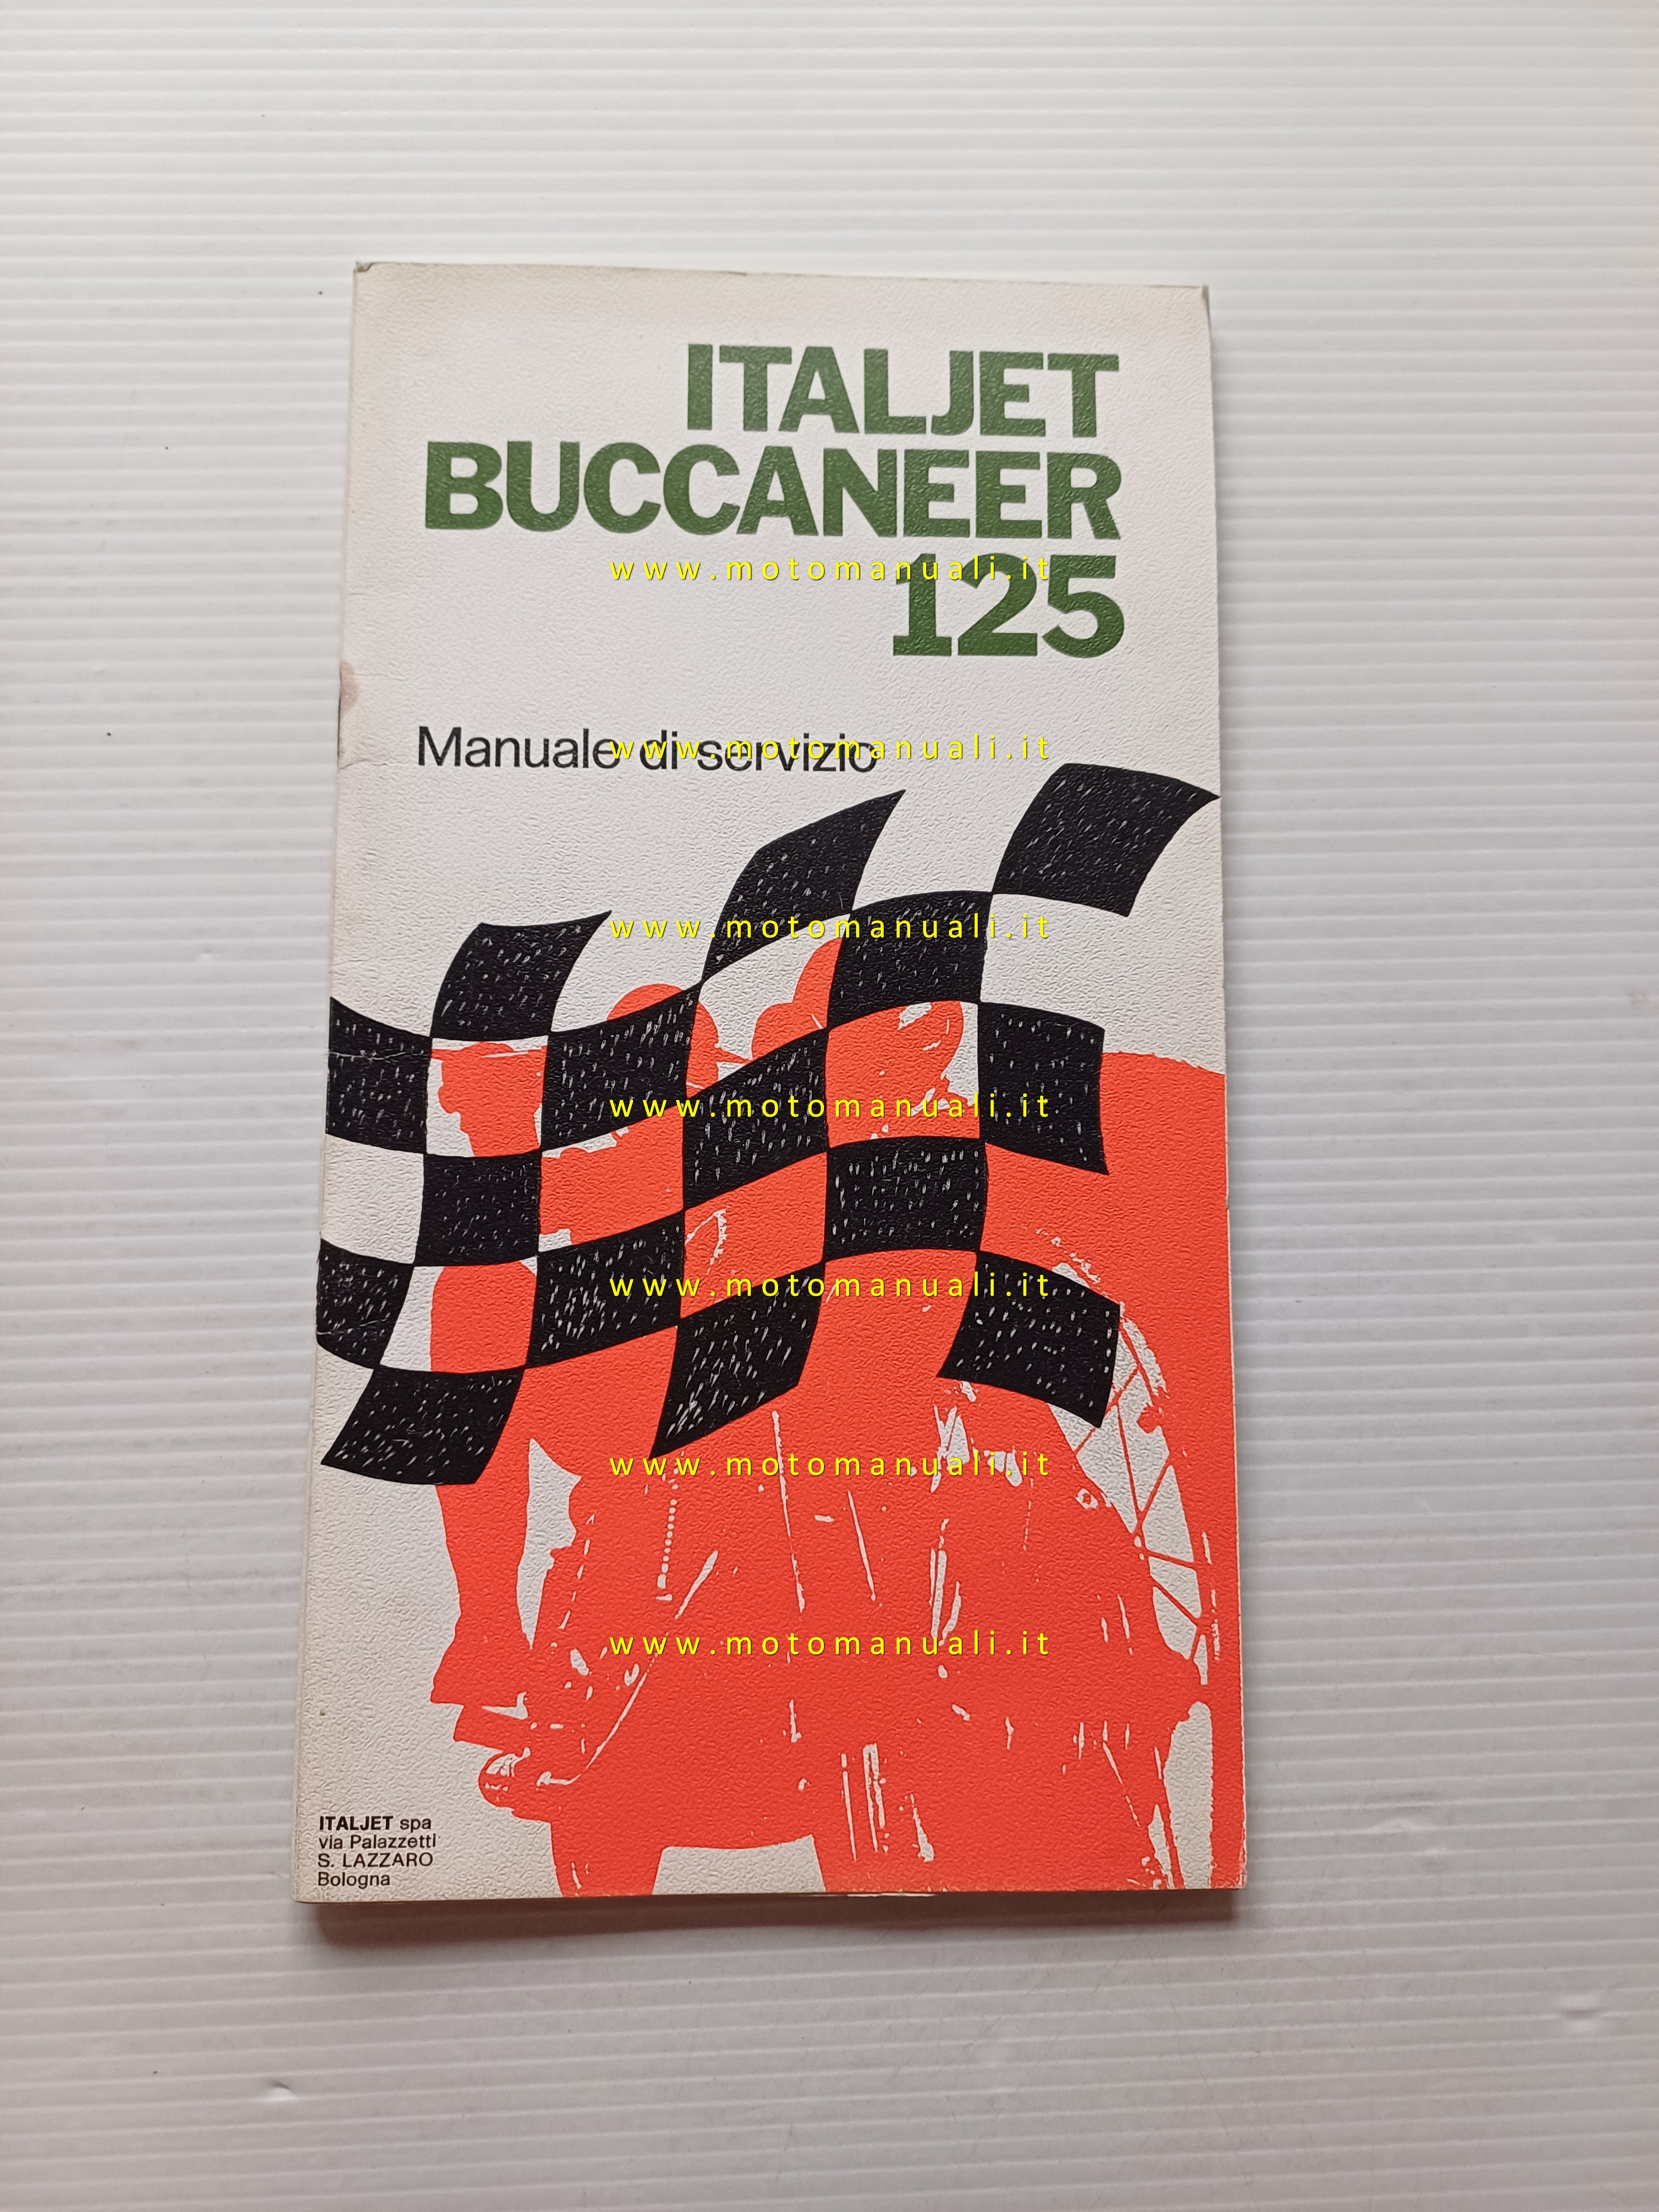 ITALJET
BUCCANEER
www.motomanuali.it
125
Manuale di servizio
www.motomanuali.it
www.motomanuali.it
www.motomanuali.it
www.motomanuali.it
www.motomanuali.it
www.motomanuali.it
ITALJET spa
via Palazzetti
S. LAZZARO
Bologna